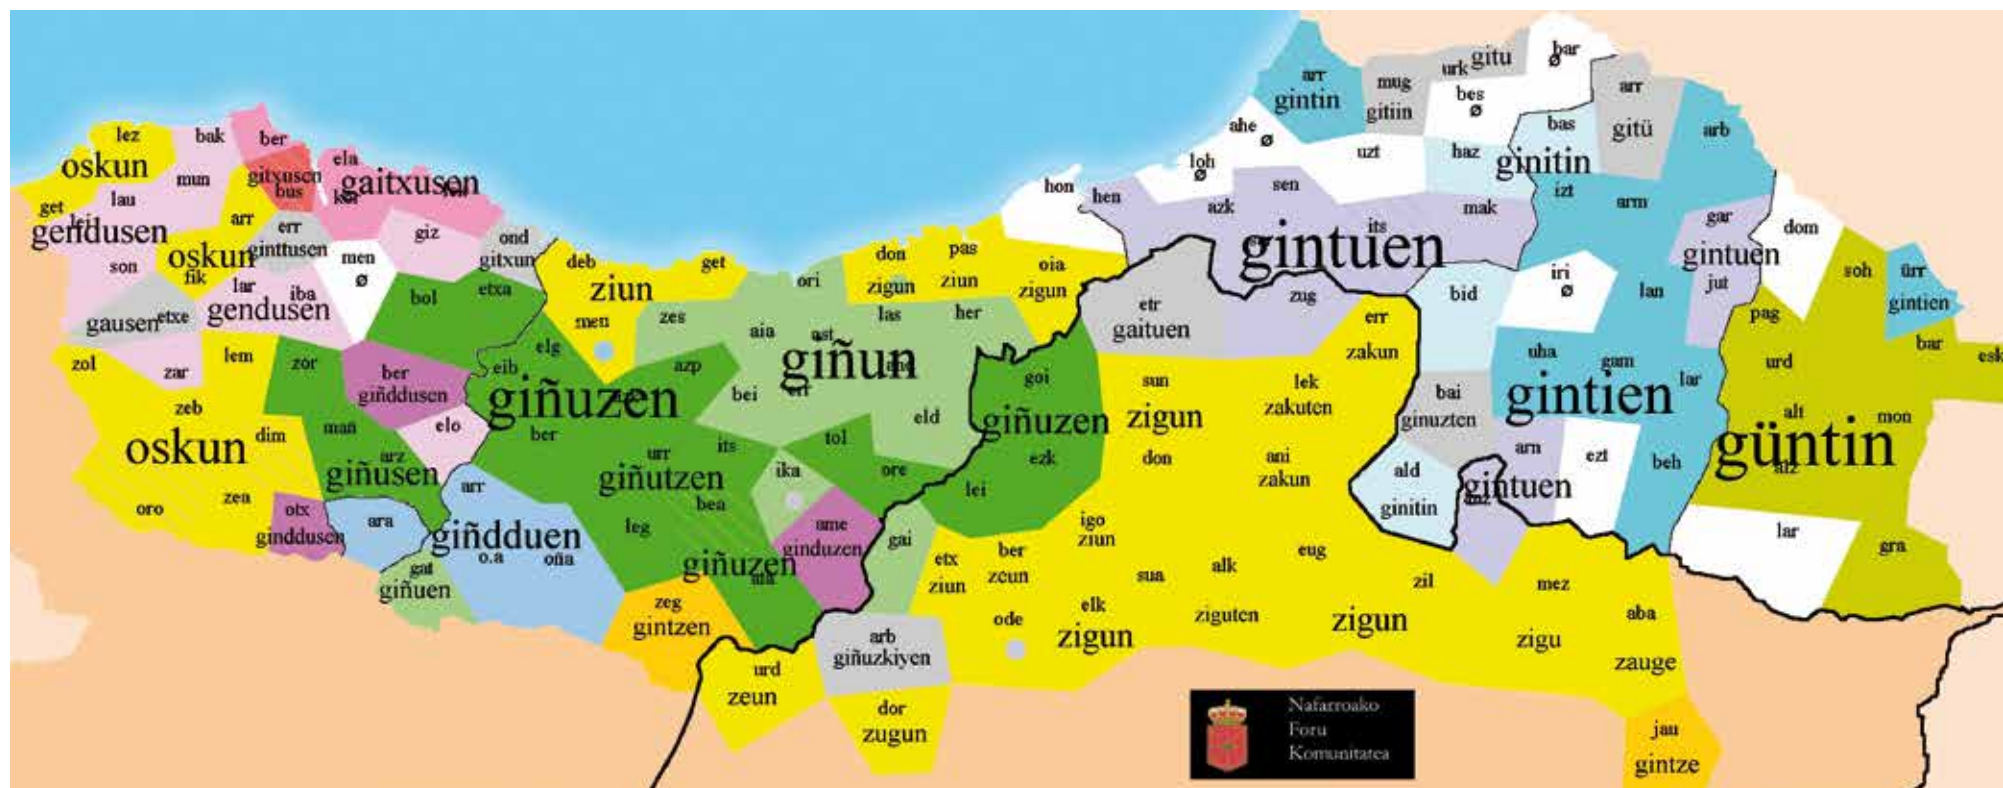 lez
oskun
bak
ber
mun
gitxusen
bus
ela
gaitxusen
get
lau
gendusen
arr
err
ginttusen
giz
ond
gitxun
son
oskun
fik
men
ø
lar
iba
gendusen
etxe
gausen
bol
etxa
deb
ziun
get
men
zes
ori
don
zigun
pas
ziun
oia
zigun
las
her
aia
ast
giñun
zol
zar
lem
zor
ber
giñddusen
elg
eib
giñuzen
azp
bei
eld
zeb
oskun
dim
mañ
elo
ber
arz
giñusen
urr
giñutzen
its
tol
ika
ore
bea
oro
zea
otx
ginddusen
ara
arr
giñdduen
o.a
oña
leg
giñuzen
ame
ginduzen
gat
giñuen
zeg
gintzen
urd
zeun
arb
giñuzkiyen
dor
zugun
gai
goi
giñuzen
ezk
lei
etx
ziun
ber
zeun
igo
ziun
ode
elk
zigun
sua
alk
ziguten
eug
zigun
zil
mez
zigu
aba
zauge
jau
gintze
etr
gaituen
zug
err
zakun
sun
zigun
lek
zakuten
don
ani
zakun
hon
hen
loh
ø
ahe
ø
arr
gintin
mug
gitiin
urk
gitu
bar
ø
bes
ø
uzt
haz
bas
ginitin
izt
arr
gitü
arb
sen
azk
its
gintuen
mak
arm
gar
gintuen
jut
dom
bid
iri
ø
lan
soh
ürr
gintien
pag
bar
esk
uha
gam
lar
gintien
bai
ginuzten
urd
alt
mon
güntin
alz
ald
ginitin
arn
gintuen
ezt
beh
lar
gra
Nafarroako
Foru
Komunitatea